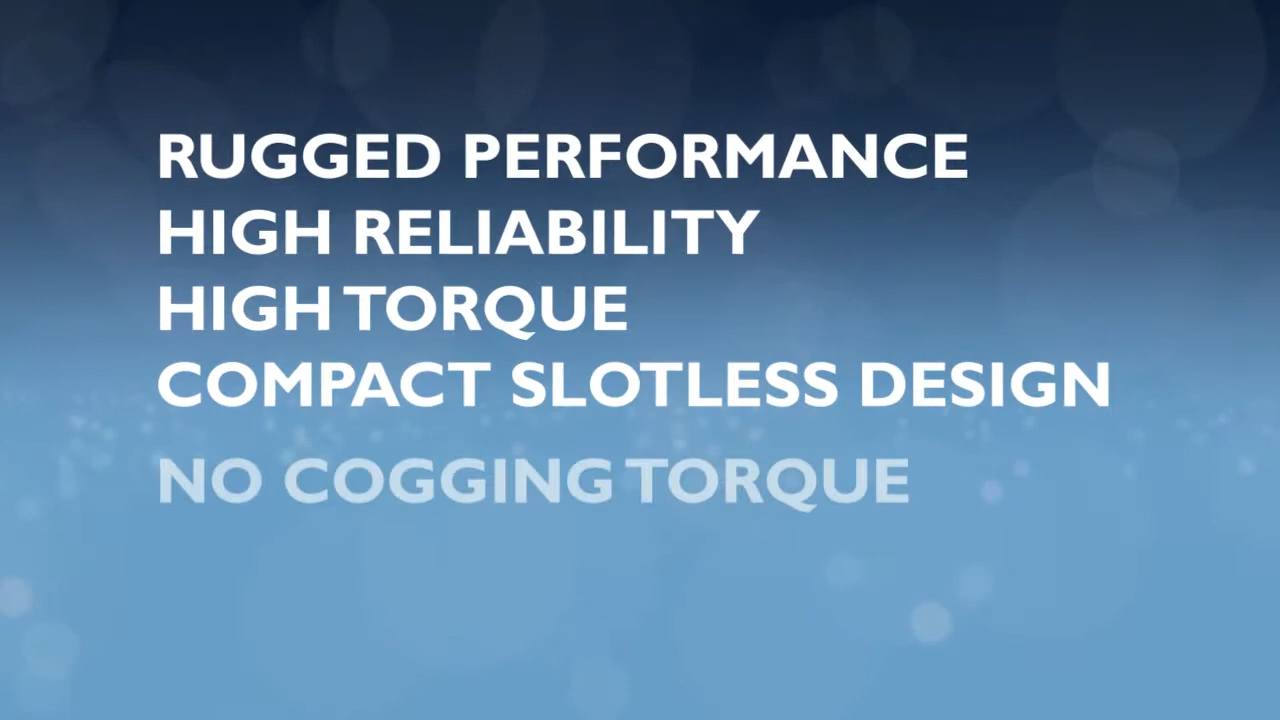 RUGGED PERFORMANCE
HIGH RELIABILITY
HIGH TORQUE
COMPACT SLOTLESS DESIGN
NO COGGING TORQUE